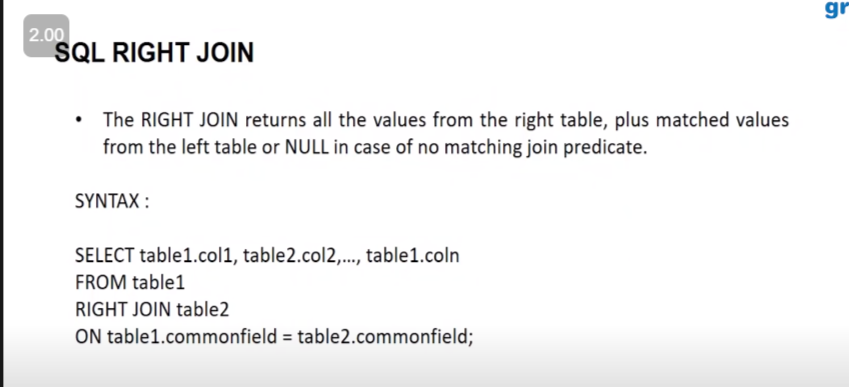 gr
2.00
SQL RIGHT JOIN
• The RIGHT JOIN returns all the values from the right table, plus matched values
from the left table or NULL in case of no matching join predicate.
SYNTAX :
SELECT table1.col1, table2.col2,..., table1.coln
FROM table1
RIGHT JOIN table2
ON table1.commonfield = table2.commonfield;